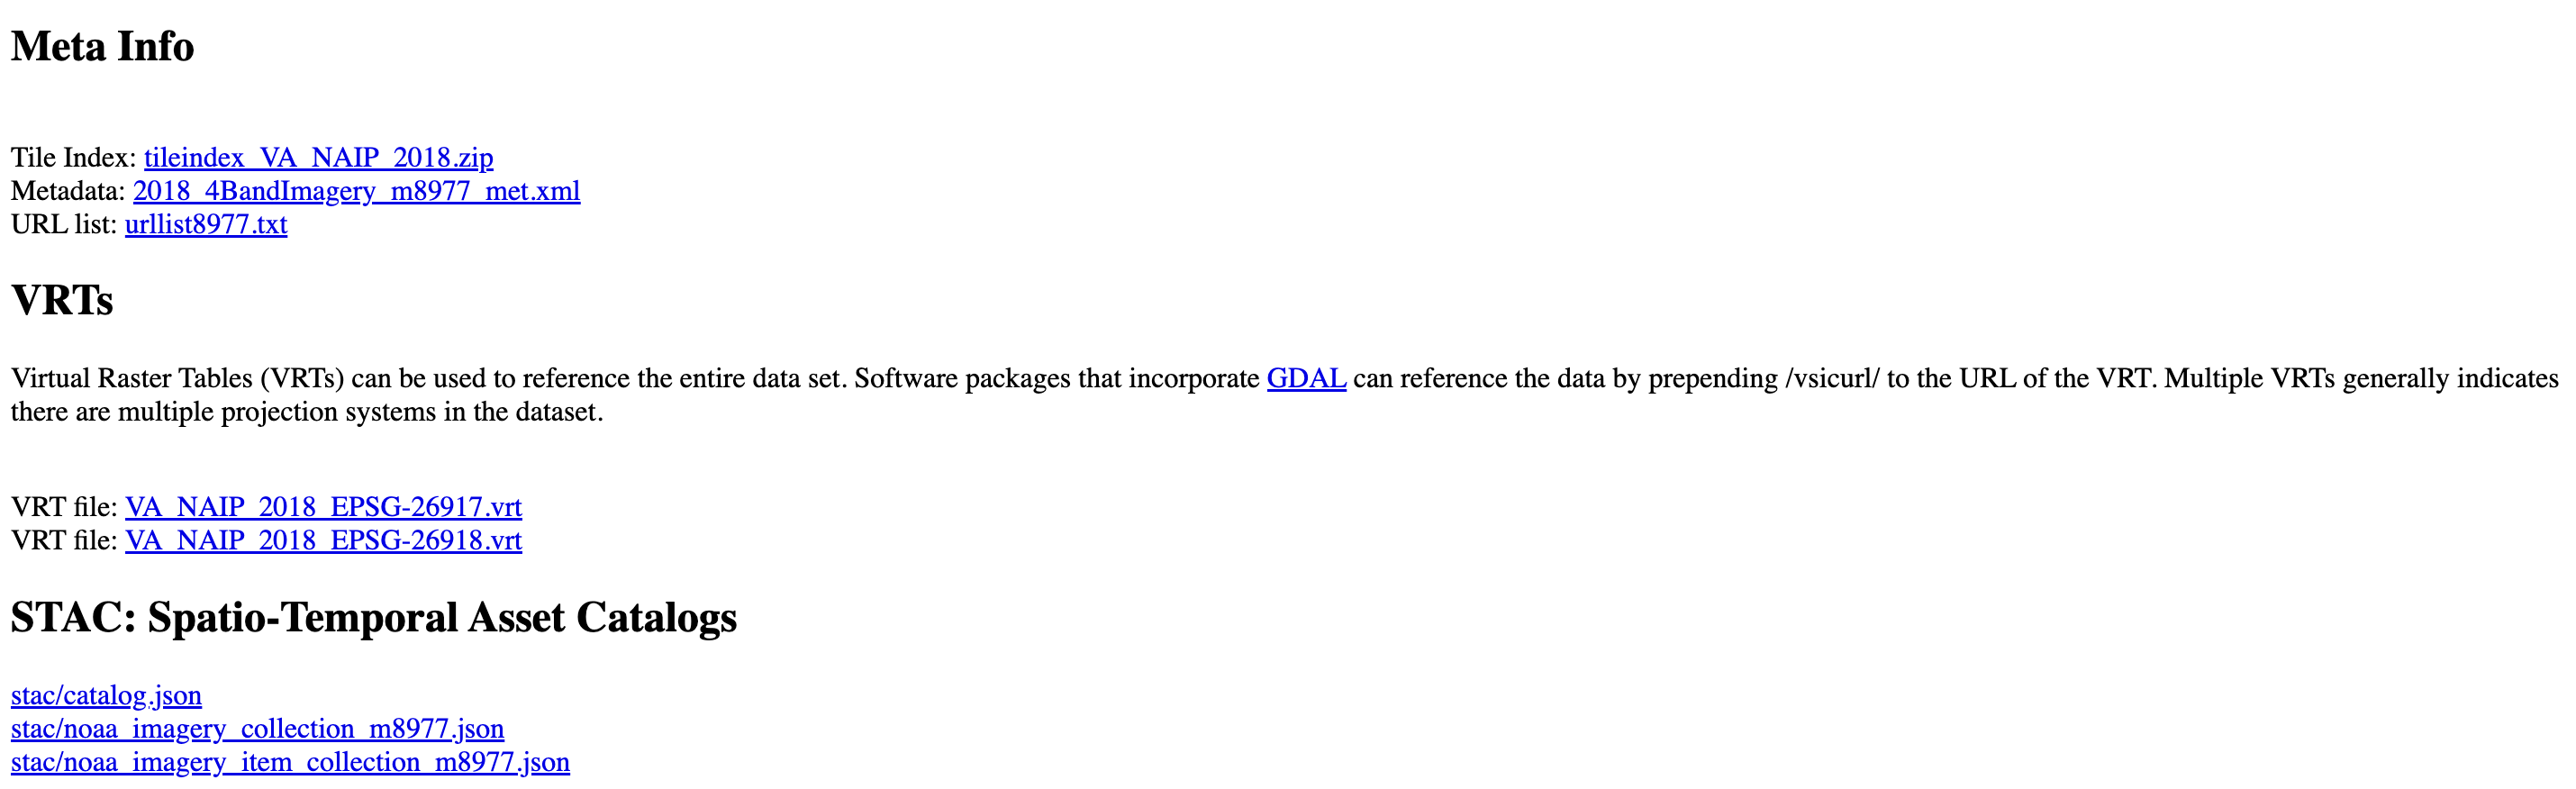 Meta Info
Tile Index: tileindex_VA_NAIP_2018.zip
Metadata: 2018_4BandImagery_m8977_met.xml
URL list: urllist8977.txt
VRTs
Virtual Raster Tables (VRTs) can be used to reference the entire data set. Software packages that incorporate GDAL can reference the data by prepending /vsicurl/ to the URL of the VRT. Multiple VRTs generally indicates
there are multiple projection systems in the dataset.
VRT file: VA_NAIP_2018_EPSG-26917.vrt
VRT file: VA_NAIP_2018_EPSG-26918.vrt
STAC: Spatio-Temporal Asset Catalogs
stac/catalog.json
stac/noaa_imagery_collection_m8977.json
stac/noaa_imagery_item_collection_m8977.json